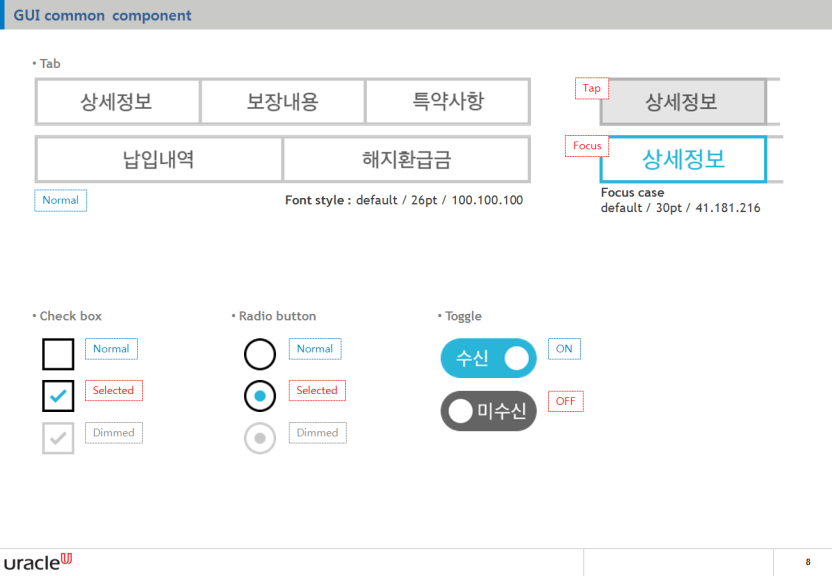 GUI common component
• Tab
상세정보 보장내용 특약사항
Tap 상세정보
납입내역 해지환급금
Focus 상세정보
Normal
Font style : default / 26pt / 100.100.100
Focus case
default / 30pt / 41.181.216
• Check box
Normal
Selected
Dimmed
• Radio button
Normal
Selected
Dimmed
• Toggle
수신 ON
미수신 OFF
uracle U
8